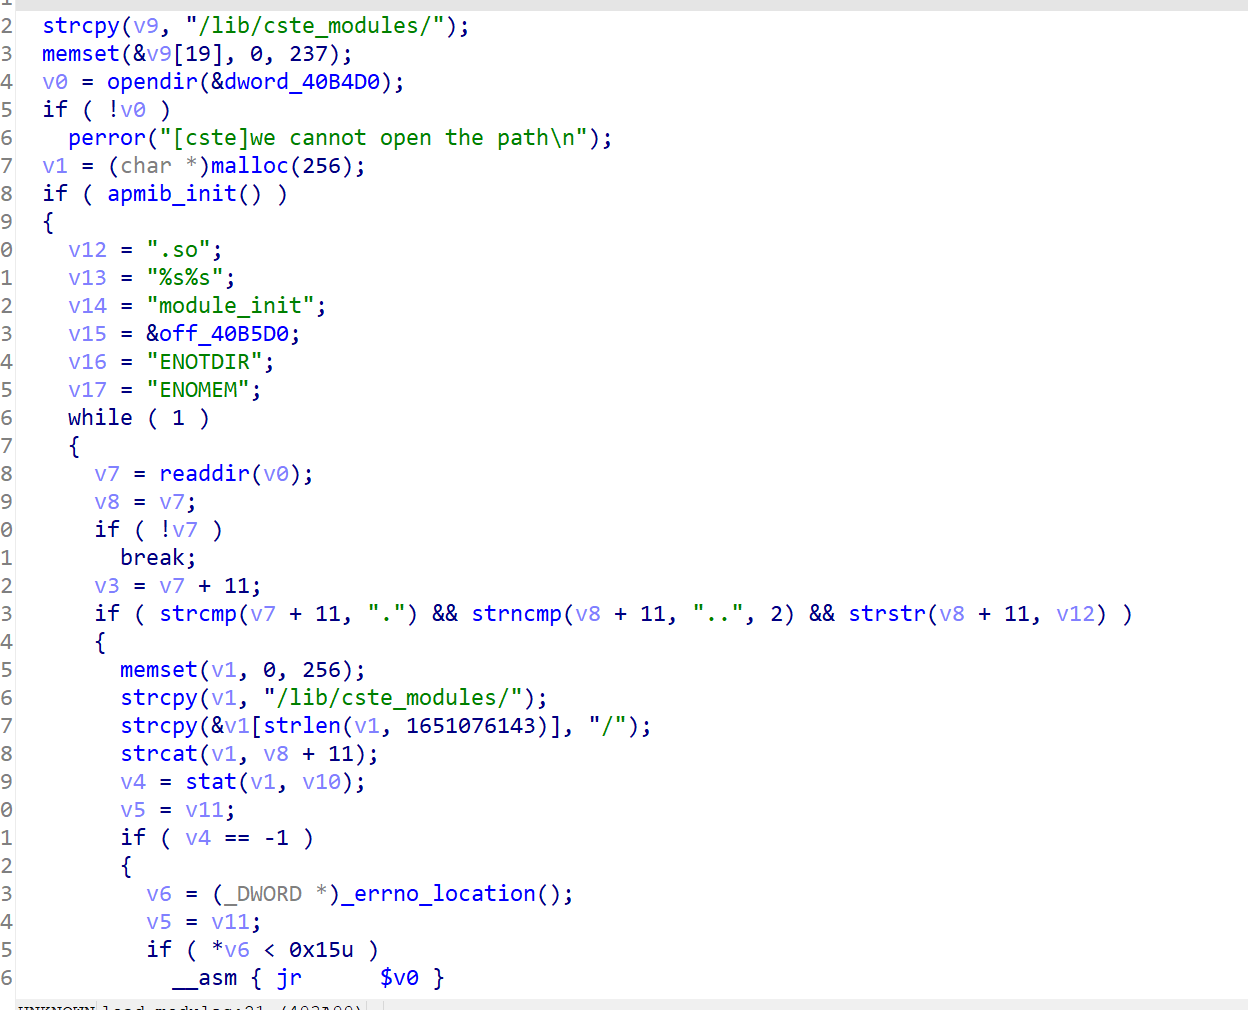 2 strcpy(v9, "/lib/cste_modules/");
3 memset(&v9[19], 0, 237);
4 v0 = opendir(&dword_40B4D0);
5 if ( !v0 )
6 perror("[cste]we cannot open the path\n");
7 v1 = (char *)malloc(256);
8 if ( apmib_init() )
9 {
0 v12 = ".so";
1 v13 = "%s%s";
2 v14 = "module_init";
3 v15 = &off_40B5D0;
4 v16 = "ENOTDIR";
5 v17 = "ENOMEM";
6 while ( 1 )
7 {
8 v7 = readdir(v0);
9 v8 = v7;
0 if ( !v7 )
1 break;
2 v3 = v7 + 11;
3 if ( strcmp(v7 + 11, ".") && strncmp(v8 + 11, "..", 2) && strstr(v8 + 11, v12) )
4 {
5 memset(v1, 0, 256);
6 strcpy(v1, "/lib/cste_modules/");
7 strcpy(&v1[strlen(v1, 1651076143)], "/");
8 strcat(v1, v8 + 11);
9 v4 = stat(v1, v10);
0 v5 = v11;
1 if ( v4 == -1 )
2 {
3 v6 = (_DWORD *)_errno_location();
4 v5 = v11;
5 if ( *v6 < 0x15u )
6 __asm { jr $v0 }